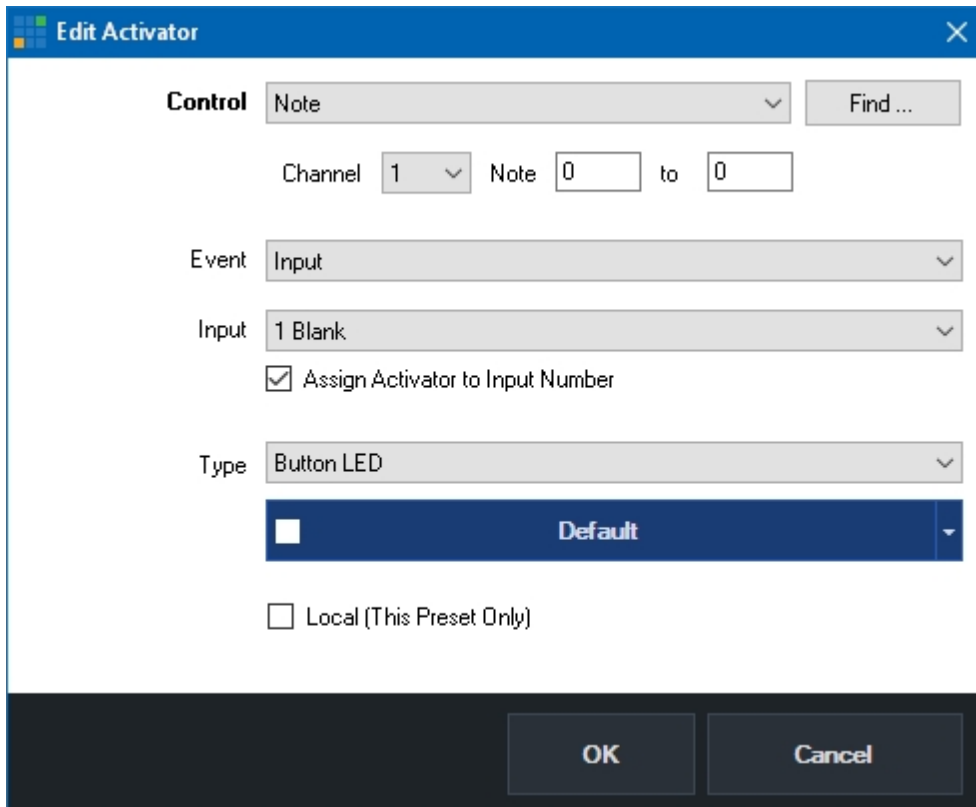 Edit Activator
Control Note Find ...
Channel 1 Note 0 to 0
Event Input
Input 1 Blank
Assign Activator to Input Number
Type Button LED
Default
Local (This Preset Only)
OK Cancel